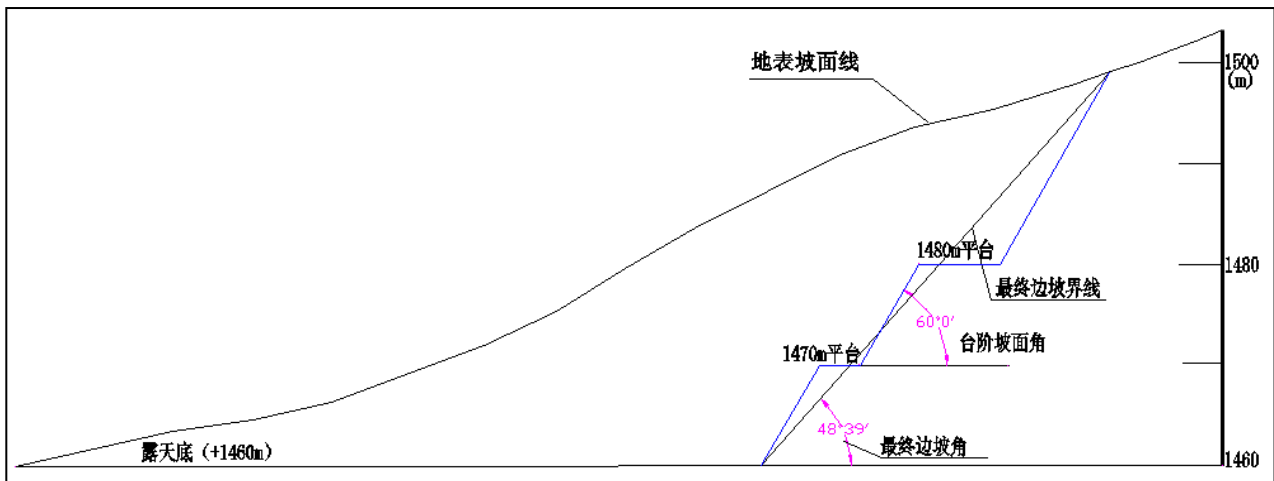 地表坡面线
1500
(m)
1480m平台
1480
最终边坡界线
60°0′
台阶坡面角
1470m平台
48°39′
最终边坡角
露天底（+1460m）
1460